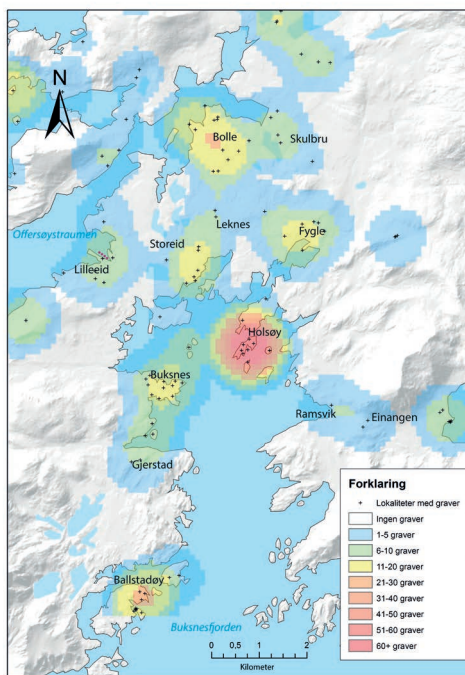 N
Bolle
Skulbru
Leknes
Offersøystraumen
Storeid
Fygle
Lilleeid
Holsøy
Buksnes
Ramsvik
Einangen
Gjerstad
Forklaring
Lokaliteter med graver
Ingen graver
1-5 graver
6-10 graver
11-20 graver
21-30 graver
31-40 graver
41-50 graver
51-60 graver
60+ graver
Ballstadøy
Buksnesfjorden
0 0,5 1 2
Kilometer